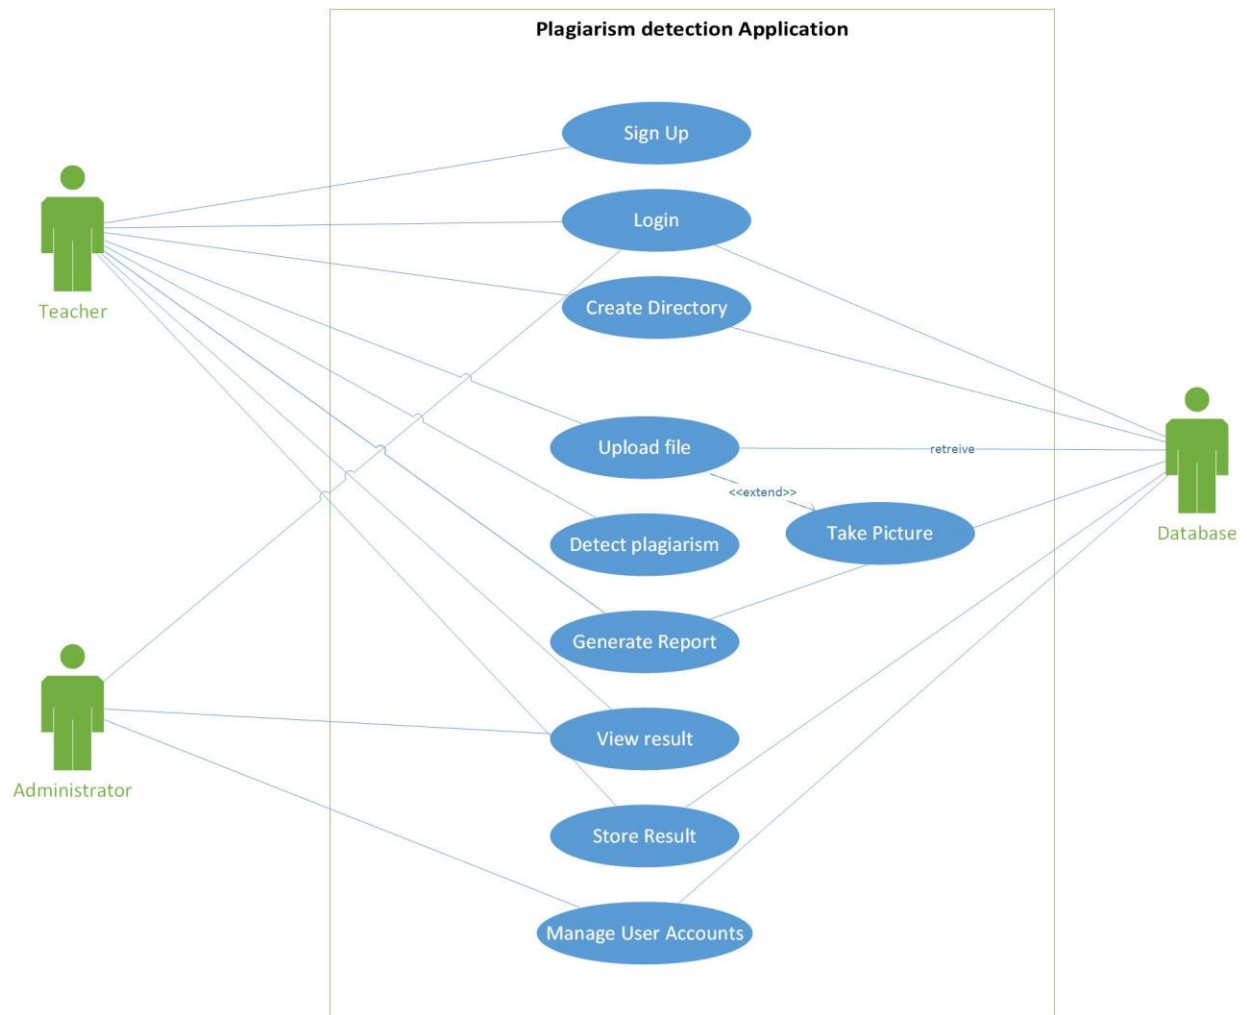 Plagiarism detection Application
Sign Up
Login
Teacher
Create Directory
Upload file
retreive
<<extend>>
Take Picture
Database
Detect plagiarism
Generate Report
View result
Administrator
Store Result
Manage User Accounts